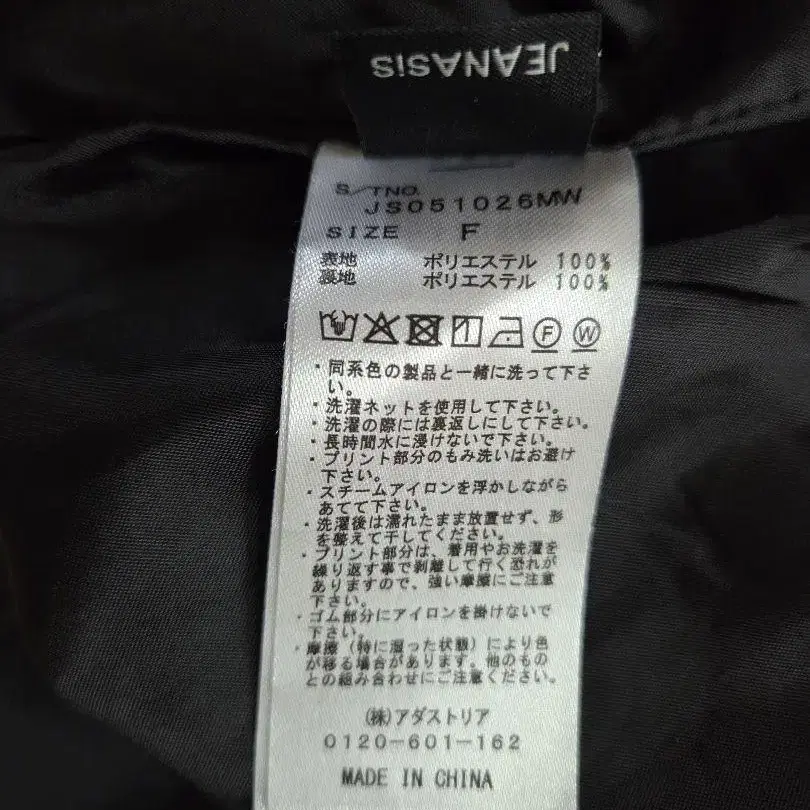 JEANASiS
S/TNO.
JS051026MW
SIZE F
表地 ポリエステル 100%
裏地 ポリエステル 100%
F W
・同系色の製品と一緒に洗って下さ
い。
・洗濯ネットを使用して下さい。
・洗濯の際には裏返しにして下さい。
・長時間水に浸けないで下さい。
・プリント部分のもみ洗いはお避け
下さい。
・スチームアイロンを浮かしながら
あてて下さい。
・洗濯後は濡れたまま放置せず、形
を整えて干してください。
・プリント部分は、着用やお洗濯を
繰り返す事で剥離して行く恐れが
ありますので、強い摩擦にご注意
下さい。
・ゴム部分にアイロンを掛けないで
下さい。
・摩擦（特に湿った状態）により色
が移る場合があります。他のもの
との組み合わせにご注意ください。
(株)アダストリア
0120-601-162
MADE IN CHINA